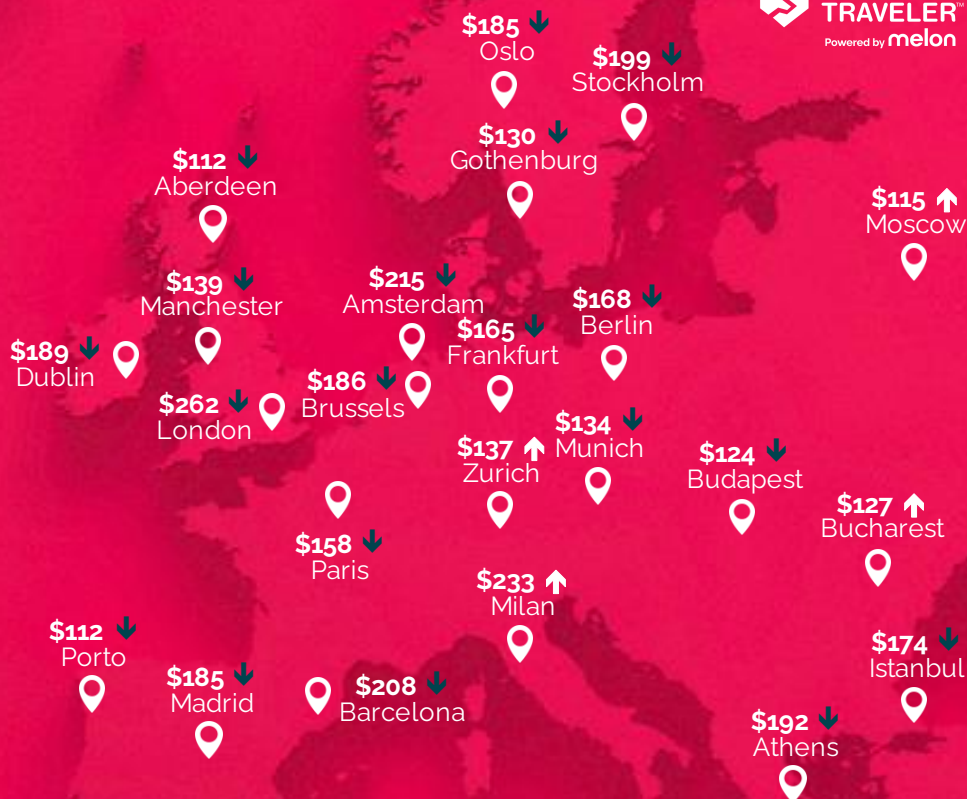 TRAVELER™
Powered by melon
$185
Oslo
$199
Stockholm
$130
Gothenburg
$112
Aberdeen
$115
Moscow
$139
Manchester
$215
Amsterdam
$168
Berlin
$165
Frankfurt
$189
Dublin
$186
Brussels
$262
London
$134
Munich
$137
Zurich
$124
Budapest
$127
Bucharest
$158
Paris
$233
Milan
$112
Porto
$174
Istanbul
$185
Madrid
$208
Barcelona
$192
Athens